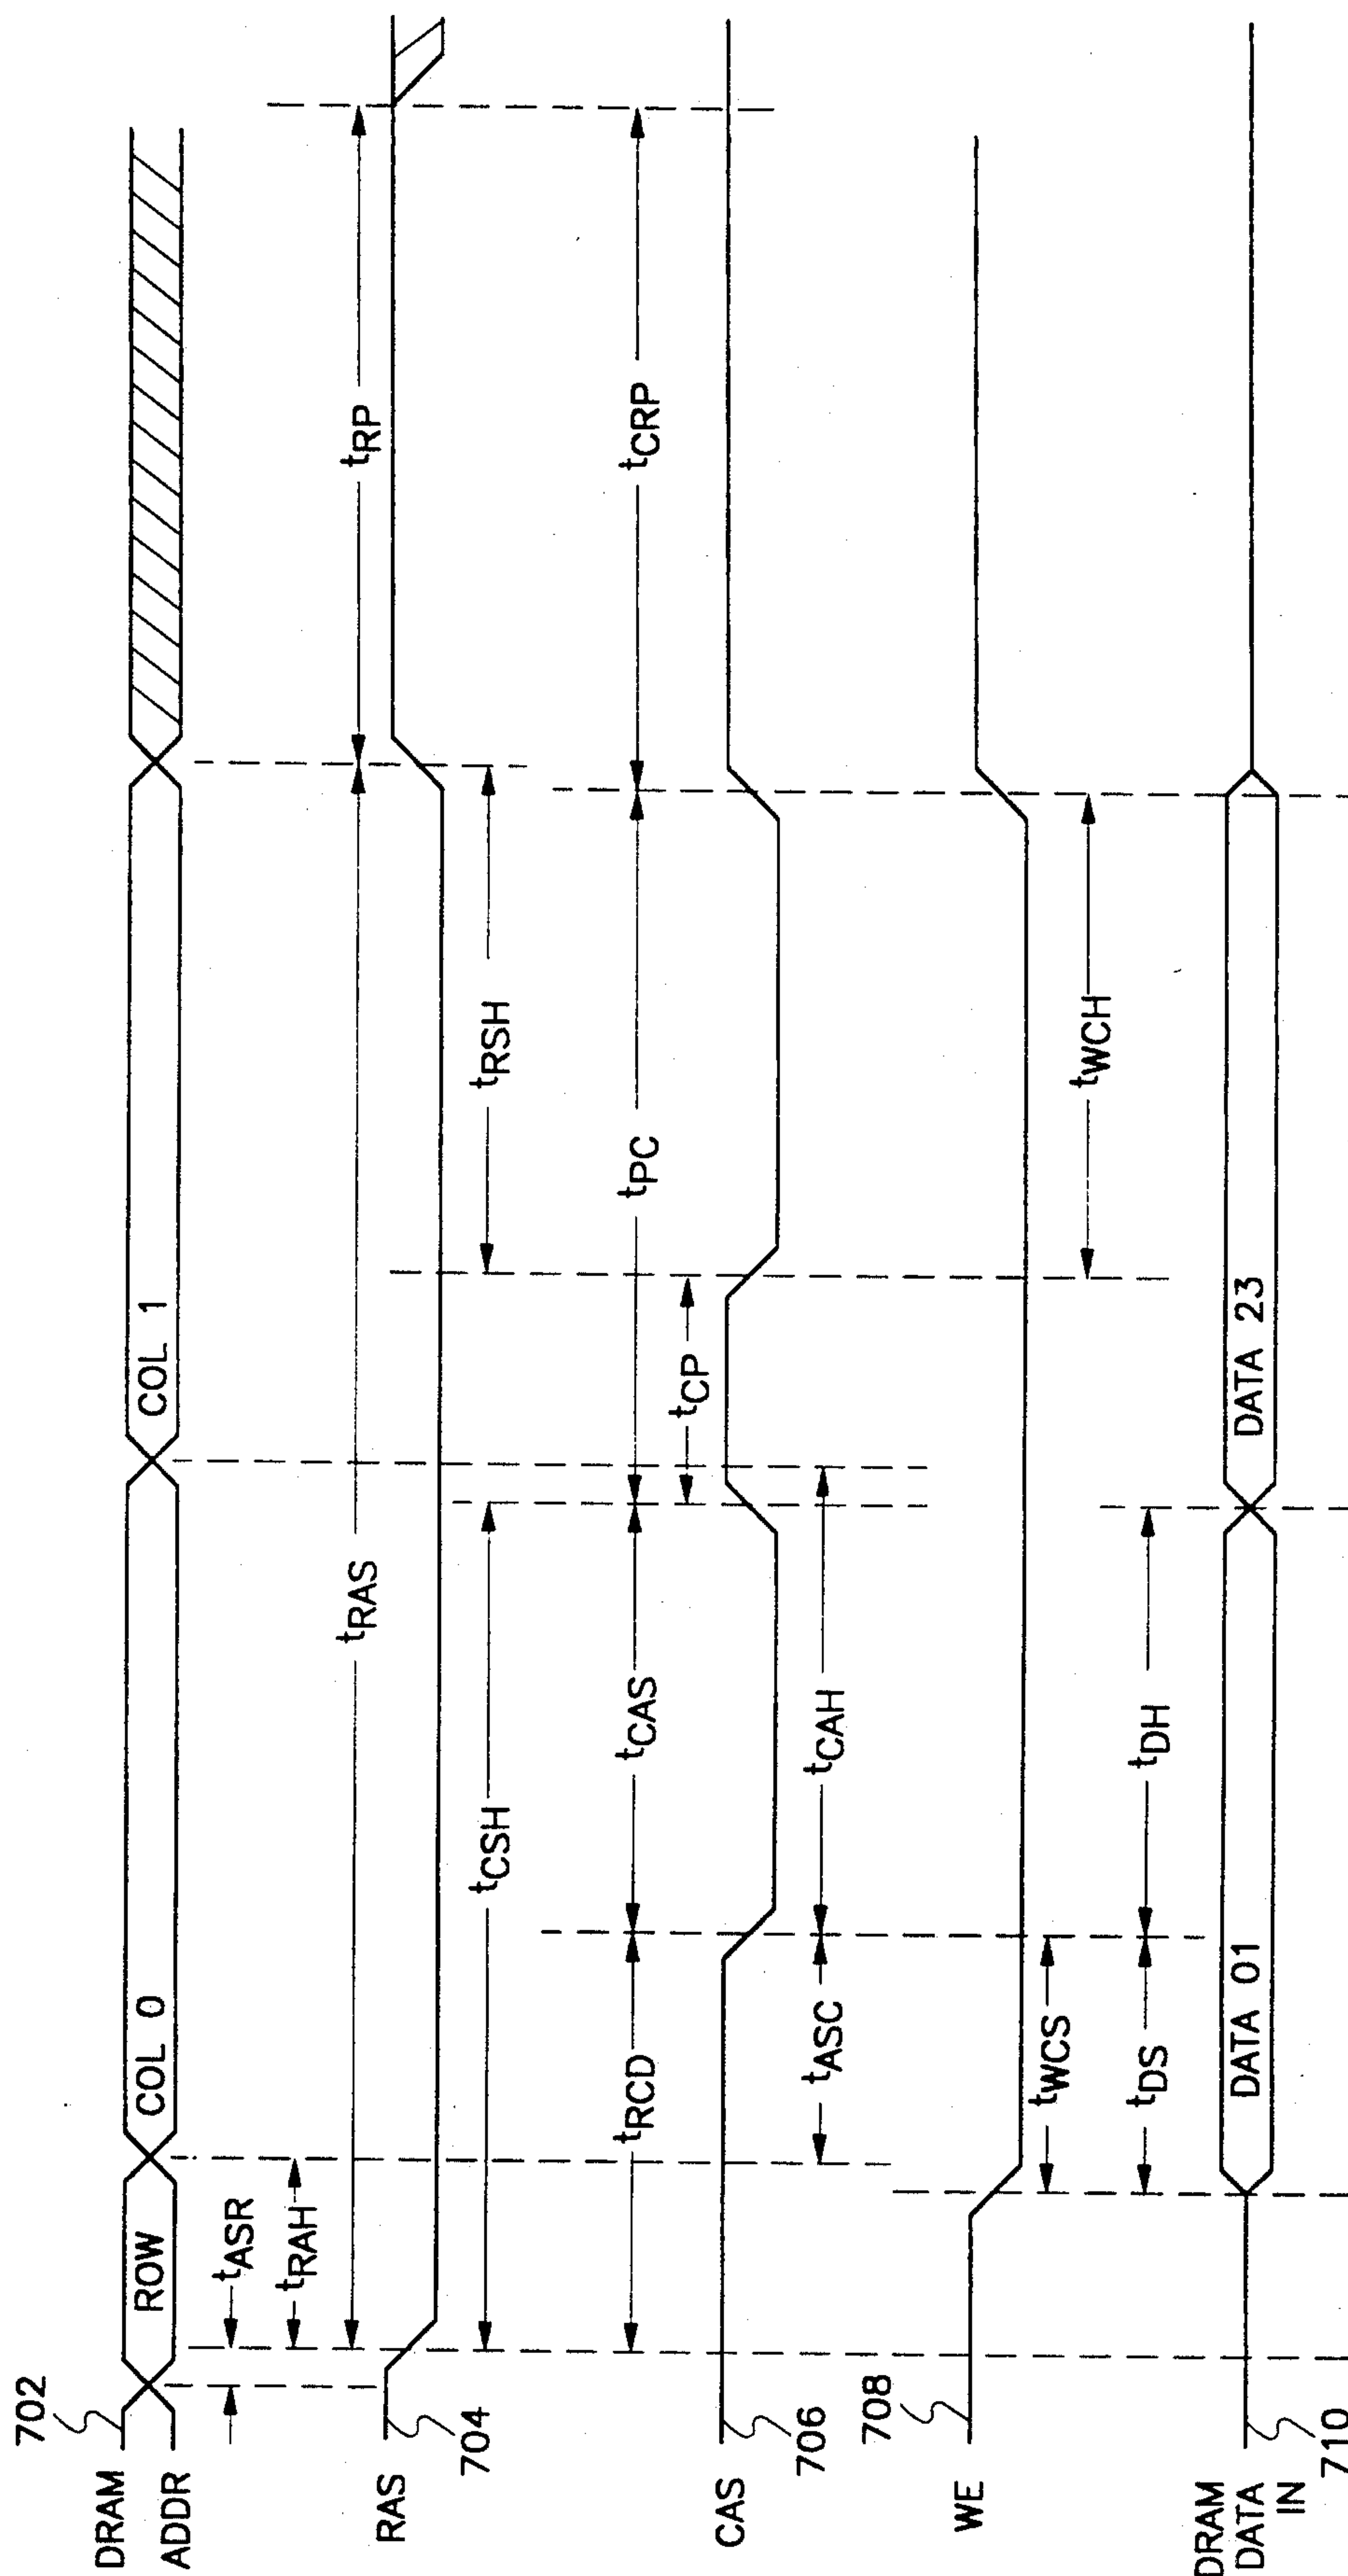 702
DRAM
ADDR
ROW
COL 0
COL 1
tASR
tRAH
RAS
704
tRAS
tRP
tCSH
tRSH
CAS
706
tRCD
tCAS
tPC
tCRP
tCP
tASC
tCAH
WE
708
tWCS
tWCH
tDS
tDH
DRAM
DATA
IN
710
DATA 01
DATA 23